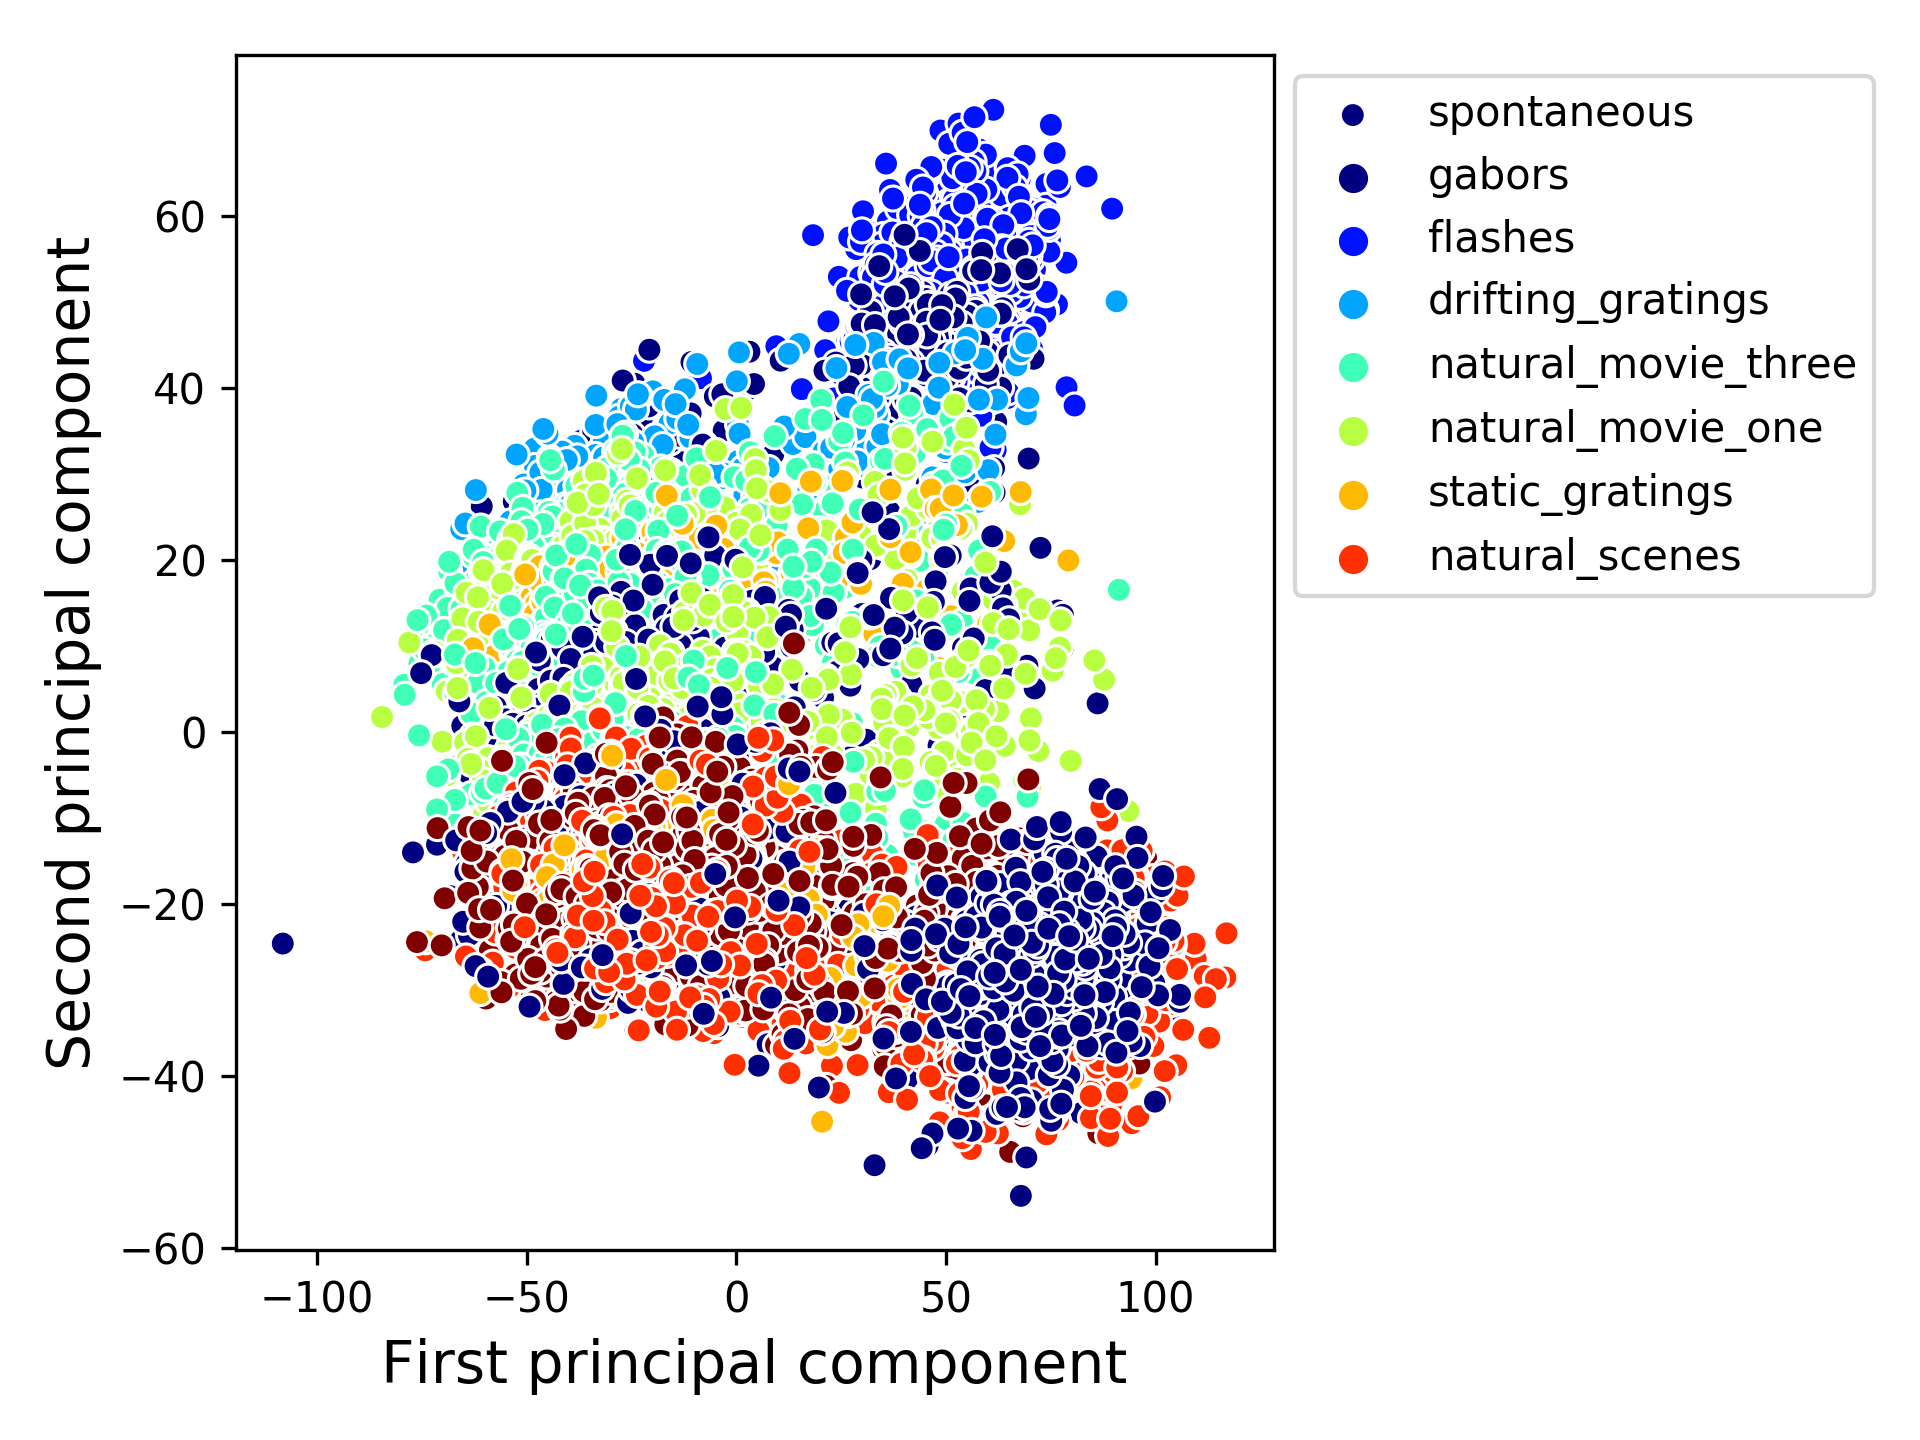 spontaneous
gabors
flashes
drifting_gratings
natural_movie_three
natural_movie_one
static_gratings
natural_scenes
Second principal component
60
40
20
0
−20
−40
−60
−100 −50 0 50 100
First principal component